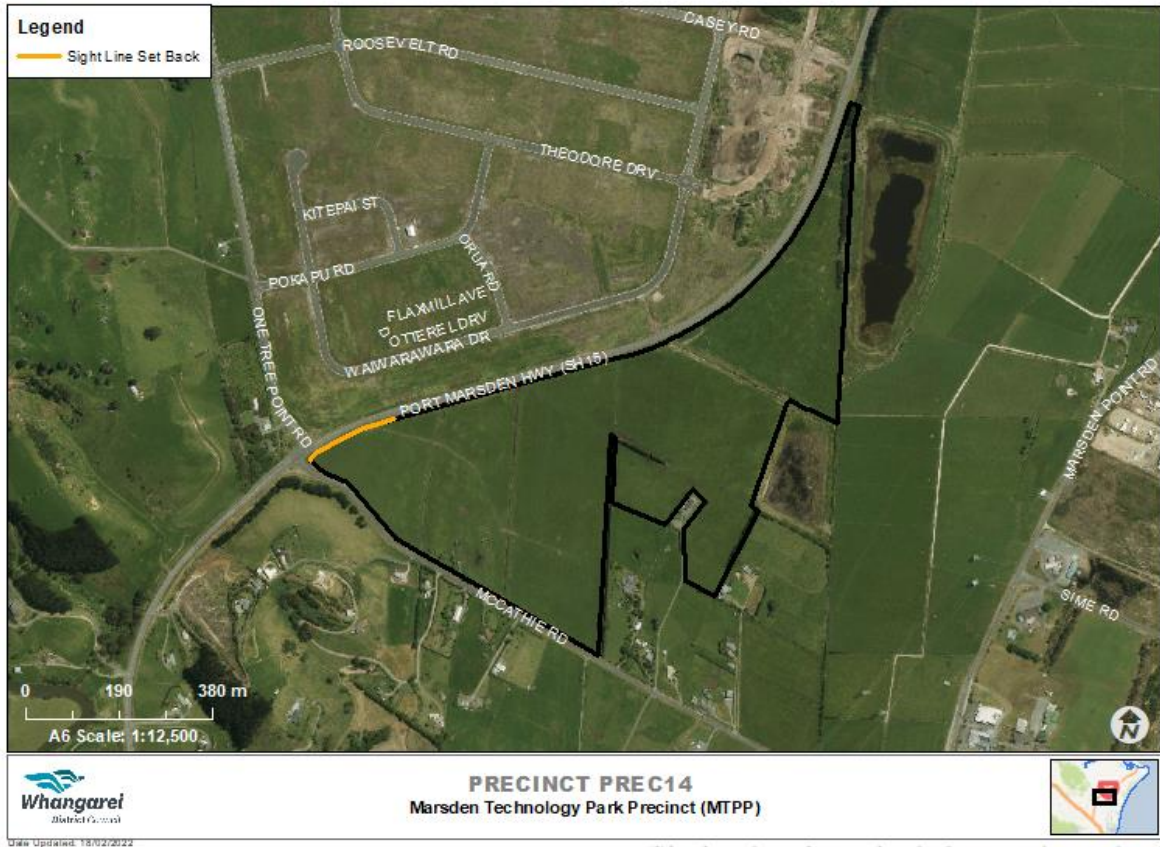 Legend
Sight Line Set Back
CASEY RD
ROOSEVELT RD
THEODORE DRV
KITEPAI ST
ORUA RD
POKAPU RD
FLAXMILL AVE
DOTTEREL DRV
WAIWARAWARA DR
ONE TREE POINT RD
PORT MARSDEN HWY (SH15)
MARSDEN POINT RD
MCCATHIE RD
SIME RD
0 190 380 m
A6 Scale: 1:12,500
N
PRECINCT PREC14
Marsden Technology Park Precinct (MTPP)
Whangarei
District Council
Date Updated: 18/02/2022